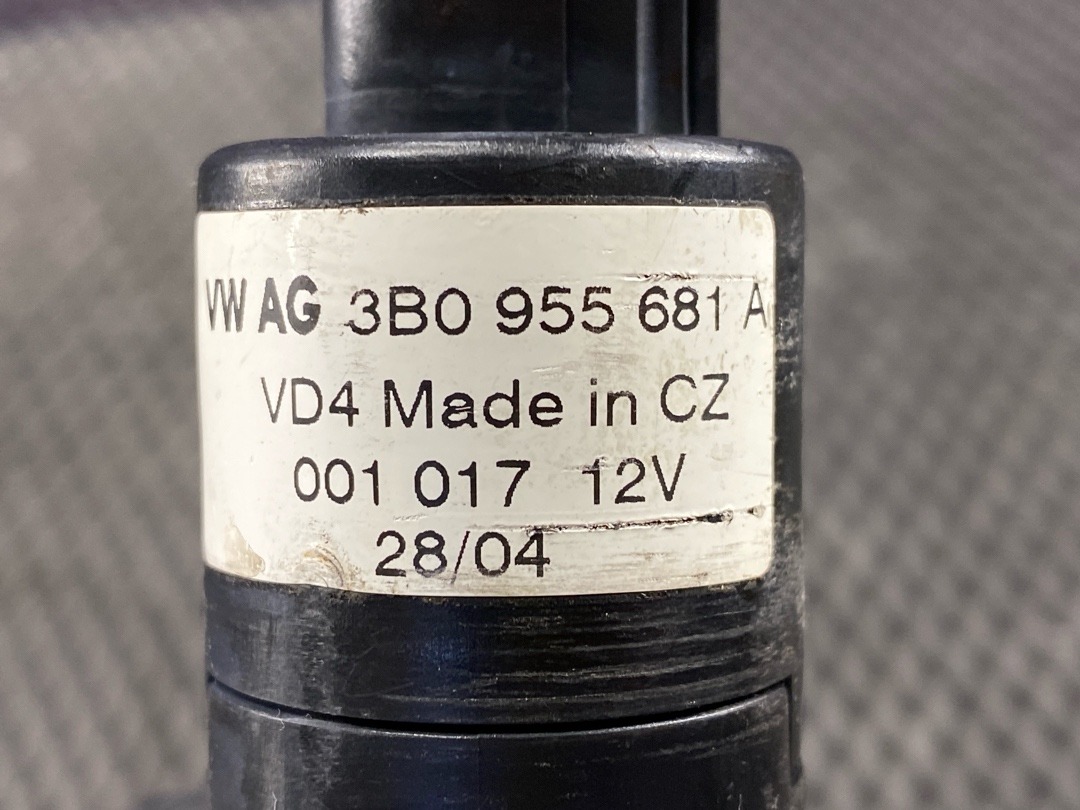 VW AG 3B0 955 681 A
VD4 Made in CZ
001 017 12V
28/04